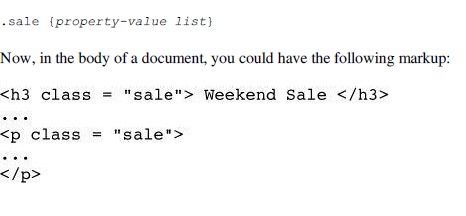 .sale {property-value list}
Now, in the body of a document, you could have the following markup:
<h3 class = "sale"> Weekend Sale </h3>
...
<p class = "sale">
...
</p>